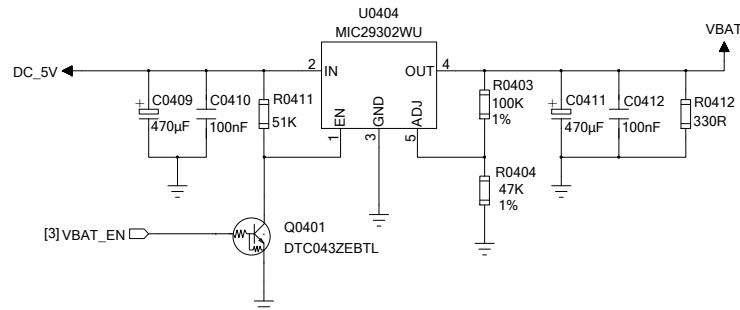 U0404
MIC29302WU
VBAT
DC_5V
2
IN
OUT
4
EN
GND
ADJ
1
3
5
+
C0409
470µF
C0410
100nF
R0411
51K
R0403
100K
1%
R0404
47K
1%
+
C0411
470µF
C0412
100nF
R0412
330R
[3]
VBAT_EN
Q0401
DTC043ZEBTL